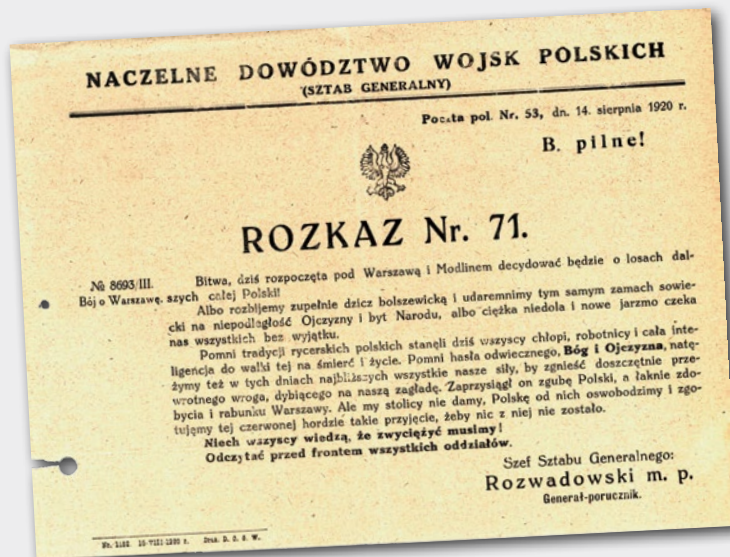 NACZELNE DOWÓDZTWO WOJSK POLSKICH
(SZTAB GENERALNY)
Poczta pol. Nr. 53, dn. 14. sierpnia 1920 r.
B. pilne!
ROZKAZ Nr. 71.
№ 8693/III.
Bój o Warszawę.
Bitwa, dziś rozpoczęta pod Warszawą i Modlinem decydować będzie o losach dal-
szych całej Polski!
Albo rozbijemy zupełnie dzicz bolszewicką i udaremnimy tym samym zamach sowie-
cki na niepodległość Ojczyzny i byt Narodu, albo ciężka niedola i nowe jarzmo czeka
nas wszystkich bez wyjątku.
Pomni tradycji rycerskich polskich stanęli dziś wszyscy chłopi, robotnicy i cała inte-
ligencja do walki tej na śmierć i życie. Pomni hasła odwiecznego, Bóg i Ojczyzna, natę-
żymy też w tych dniach najbliższych wszystkie nasze siły, by zgnieść doszczętnie prze-
wrotnego wroga, dybiącego na naszą zagładę. Zaprzysiągł on zgubę Polski, a łaknie zdo-
bycia i rabunku Warszawy. Ale my stolicy nie damy, Polskę od nich oswobodzimy i zgo-
tujemy tej czerwonej hordzie takie przyjęcie, żeby nic z niej nie zostało.
Niech wszyscy wiedzą, że zwyciężyć musimy!
Odczytać przed frontem wszystkich oddziałów.
Szef Sztabu Generalnego:
Rozwadowski m. p.
Generał-porucznik.
Nr. 15-VIII-1920 r. Druk. D. O. G. W.